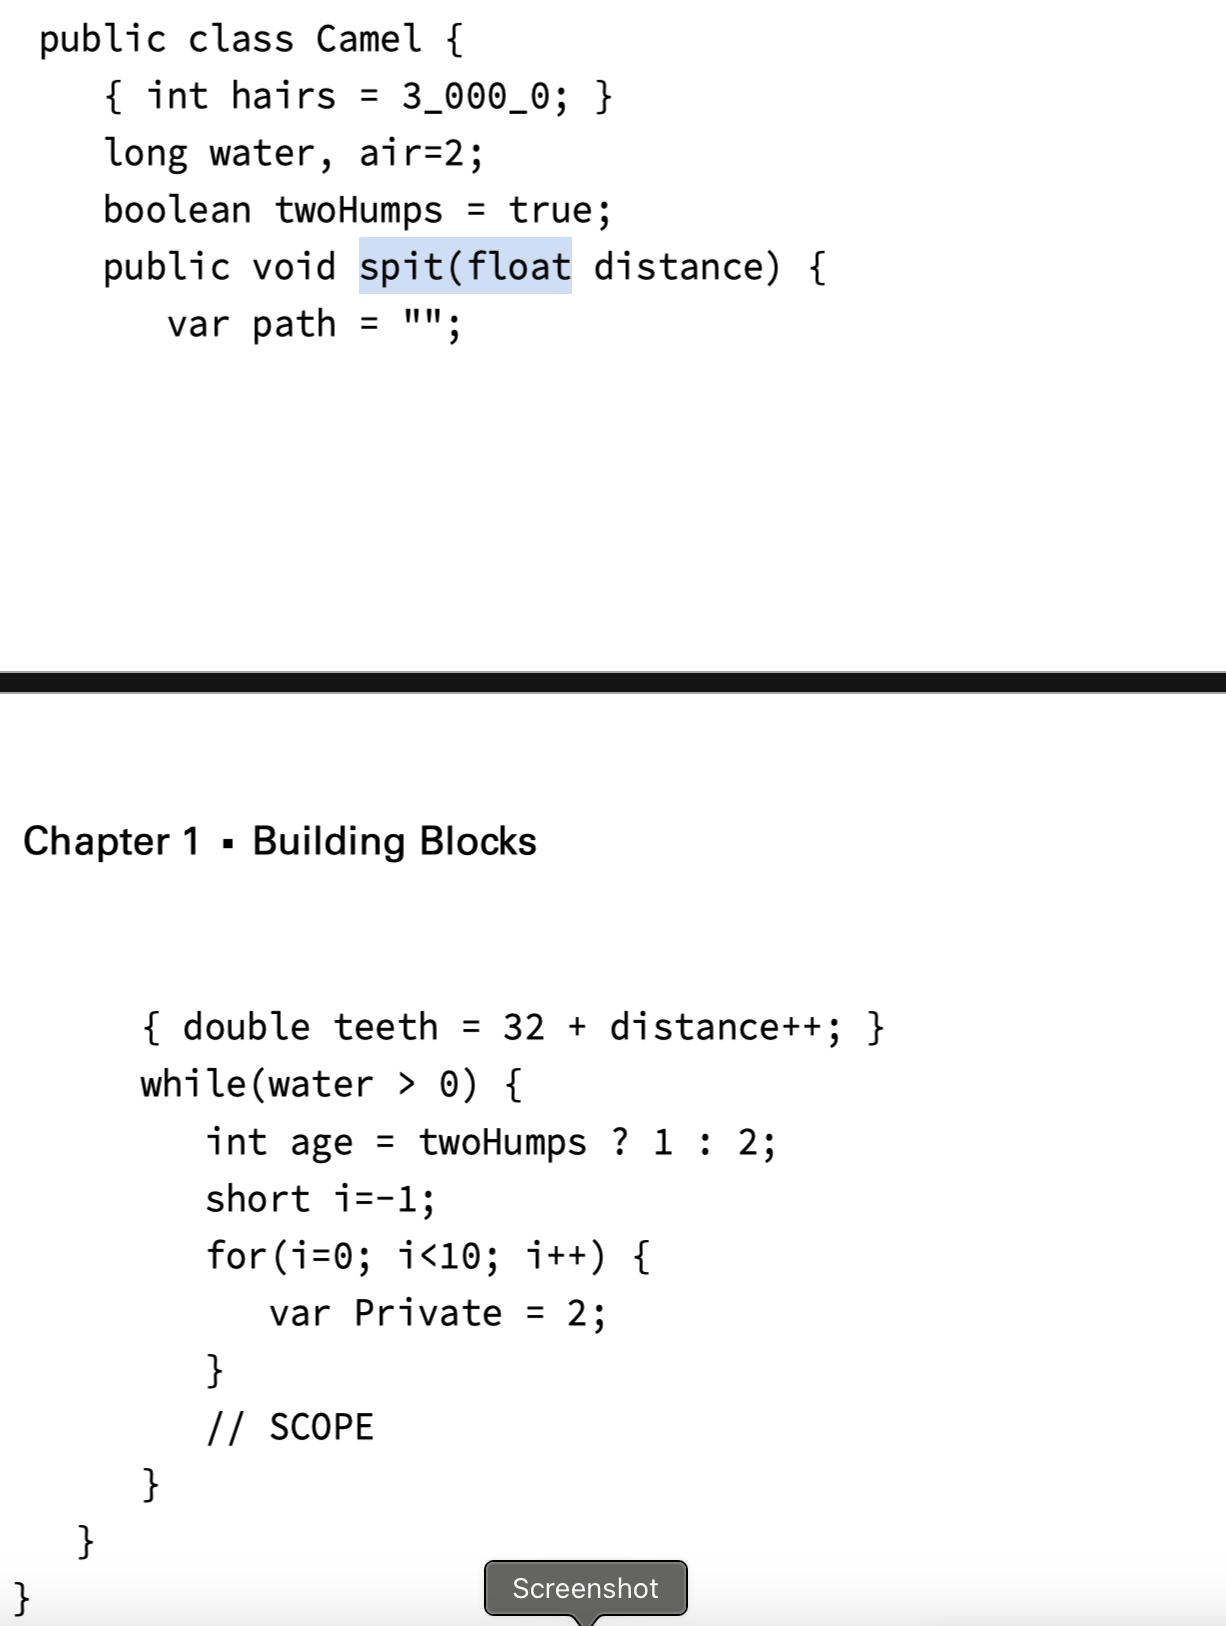 public class Camel {
{ int hairs = 3_000_0; }
long water, air=2;
boolean twoHumps = true;
public void spit(float distance) {
var path = "";
Chapter 1 ▪ Building Blocks
{ double teeth = 32 + distance++; }
while(water > 0) {
int age = twoHumps ? 1 : 2;
short i=-1;
for(i=0; i<10; i++) {
var Private = 2;
}
// SCOPE
}
}
}
Screenshot